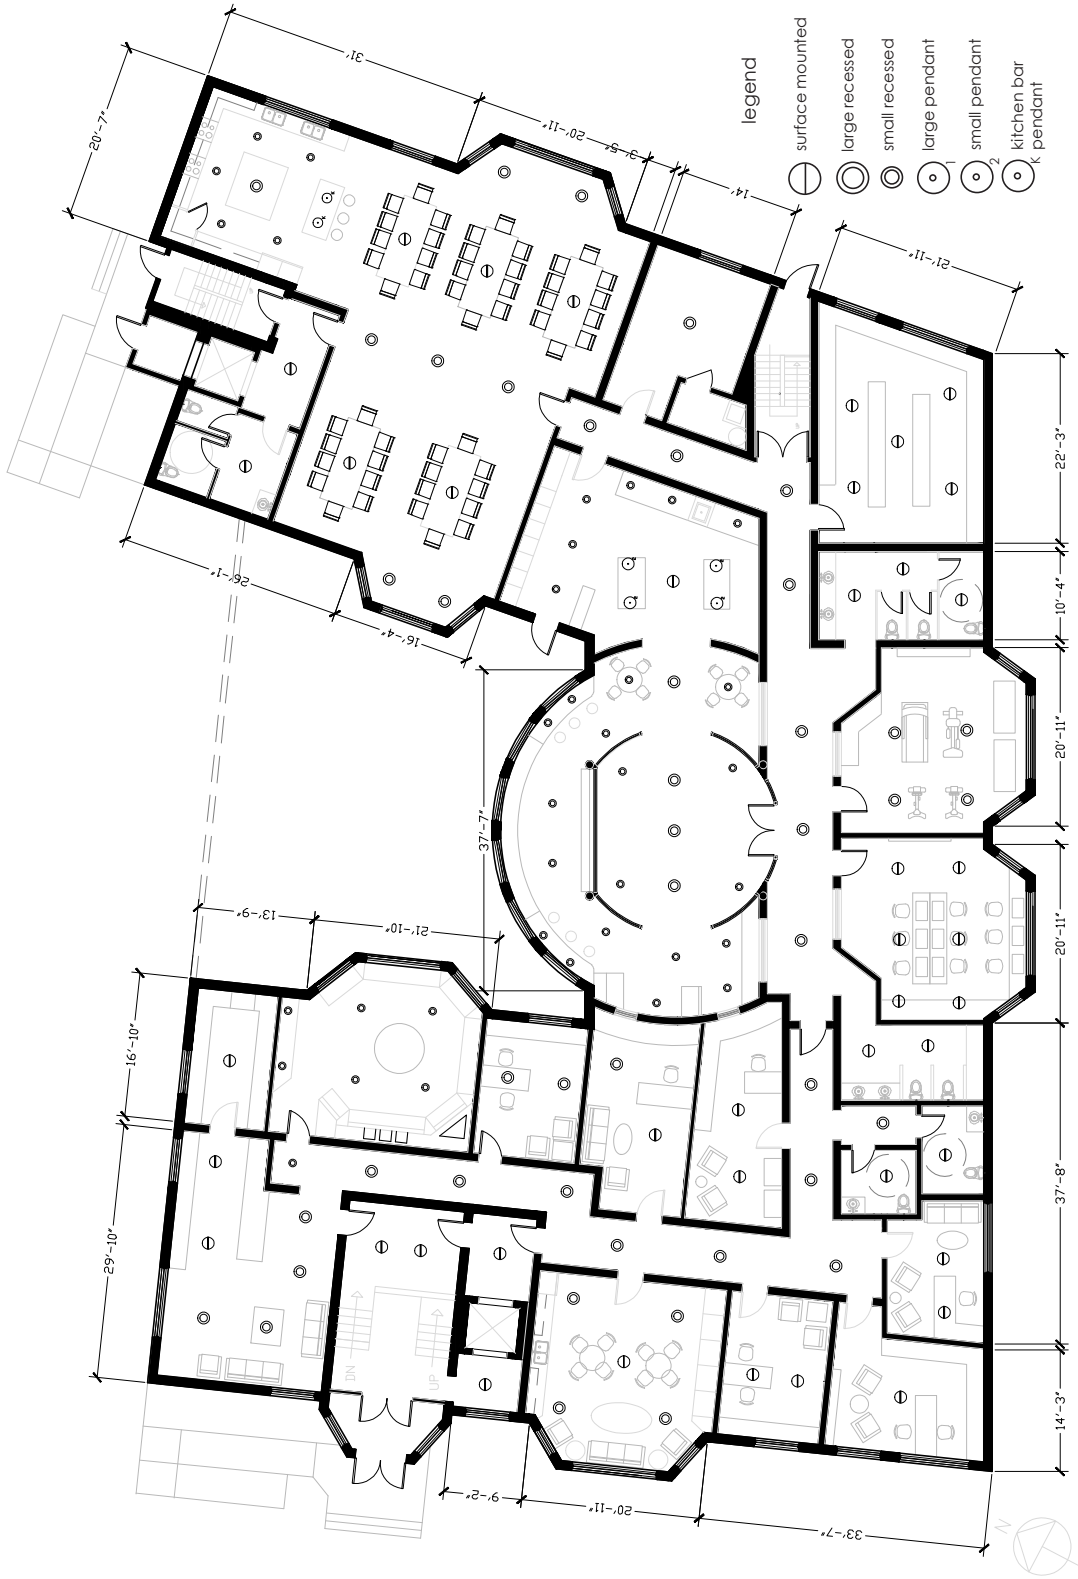 legend
surface mounted
large recessed
small recessed
large pendant
1
small pendant
2
kitchen bar
K pendant
31'
20'-7"
20'-11"
3'-5"
14'
21'-11"
22'-3"
10'-4"
20'-11"
20'-11"
37'-8"
14'-3"
26'-1"
16'-4"
37'-7"
13'-9"
21'-10"
16'-10"
29'-10"
9'-2"
20'-11"
33'-7"
DN
UP
N